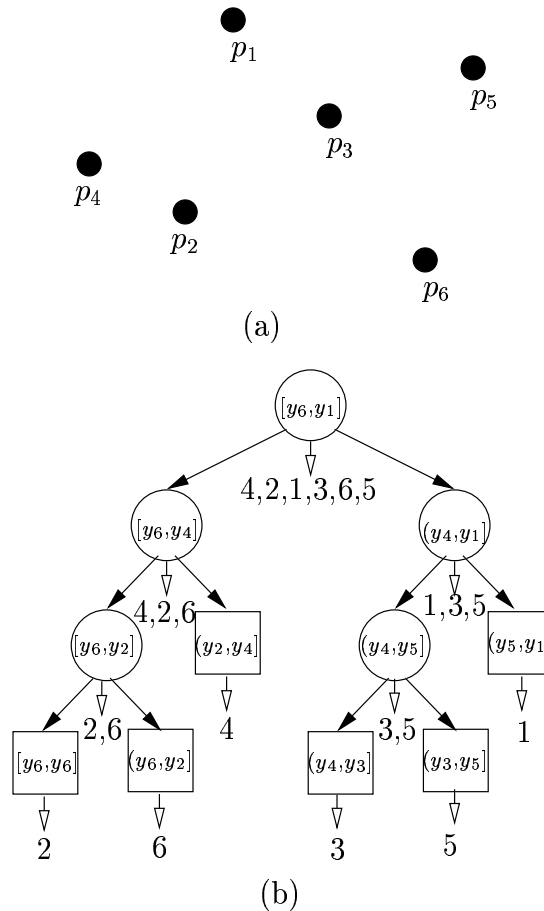 p₁
p₅
p₃
p₄
p₂
p₆
(a)
[y₆,y₁]
4,2,1,3,6,5
[y₆,y₄]
(y₄,y₁]
4,2,6
1,3,5
[y₆,y₂]
(y₂,y₄]
(y₄,y₅]
(y₅,y₁
2,6
4
3,5
1
[y₆,y₆]
(y₆,y₂]
(y₄,y₃]
(y₃,y₅]
2
6
3
5
(b)